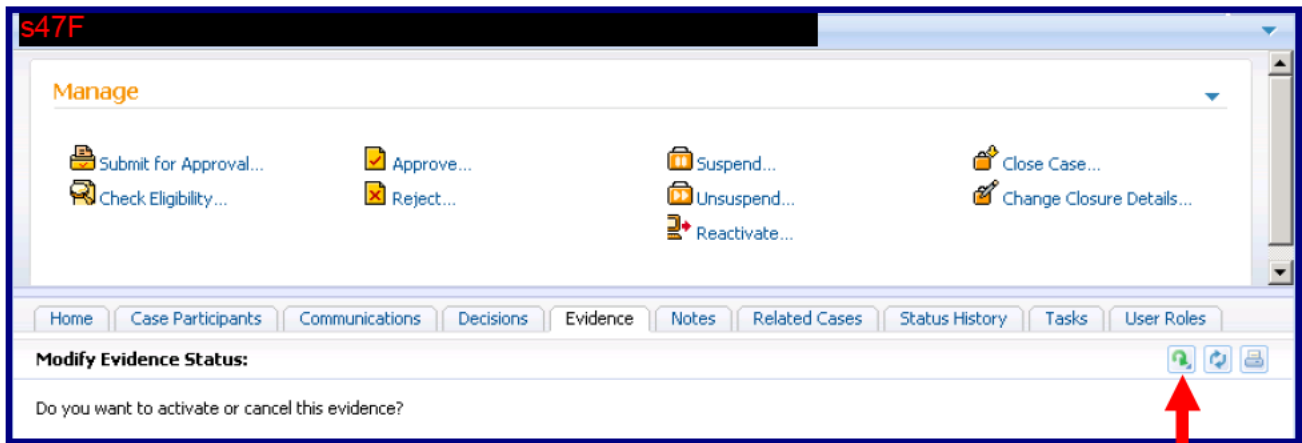 s47F
Manage
Submit for Approval... Approve... Suspend... Close Case...
Check Eligibility... Reject... Unsuspend... Change Closure Details...
Reactivate...
Home Case Participants Communications Decisions Evidence Notes Related Cases Status History Tasks User Roles
Modify Evidence Status:
Do you want to activate or cancel this evidence?